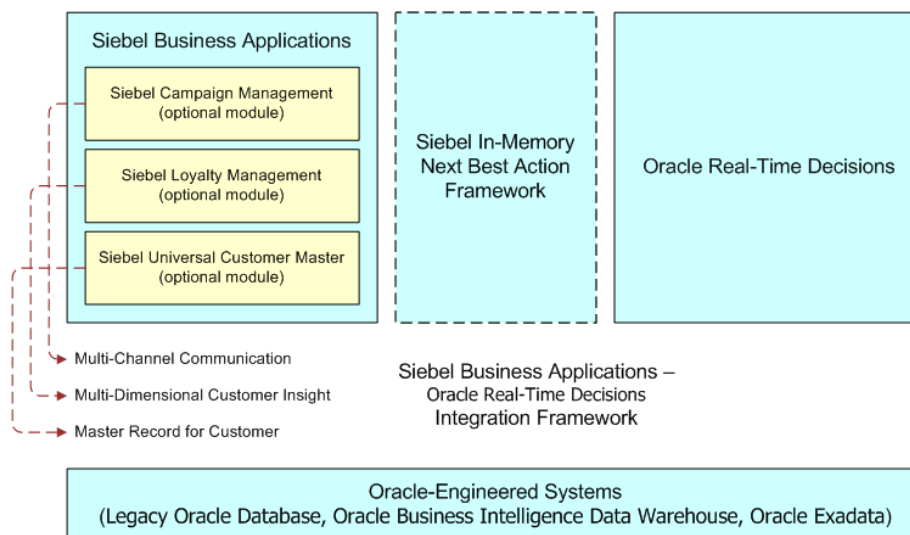 Siebel Business Applications
Siebel Campaign Management
(optional module)
Siebel Loyalty Management
(optional module)
Siebel Universal Customer Master
(optional module)
Siebel In-Memory
Next Best Action
Framework
Oracle Real-Time Decisions
Multi-Channel Communication
Multi-Dimensional Customer Insight
Master Record for Customer
Siebel Business Applications –
Oracle Real-Time Decisions
Integration Framework
Oracle-Engineered Systems
(Legacy Oracle Database, Oracle Business Intelligence Data Warehouse, Oracle Exadata)